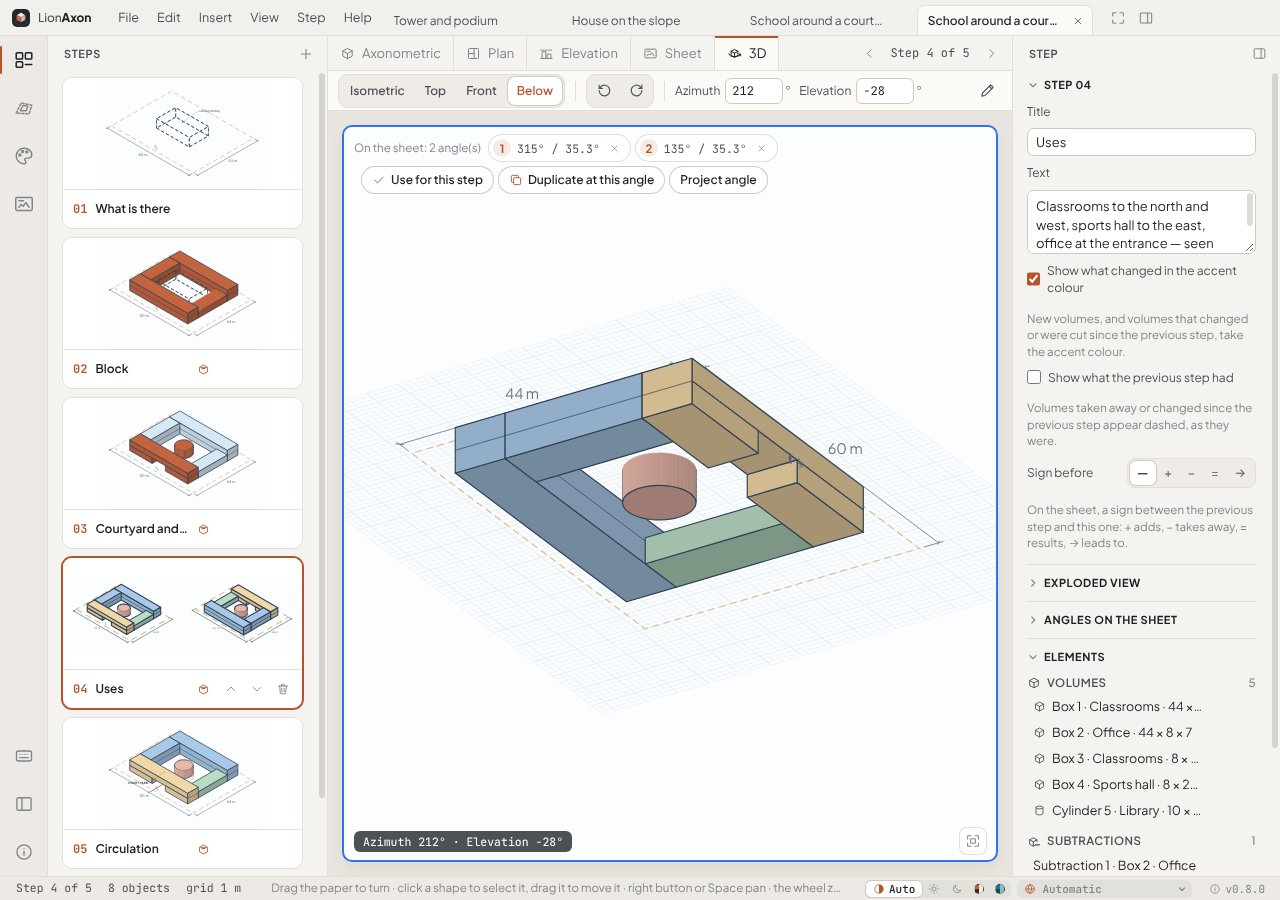 LionAxon
File Edit Insert View Step Help
Tower and podium
House on the slope
School around a court…
School around a cour…
STEPS
01 What is there
02 Block
03 Courtyard and…
04 Uses
05 Circulation
Axonometric Plan Elevation Sheet 3D
Step 4 of 5
Isometric Top Front Below
Azimuth 212 °
Elevation -28 °
On the sheet: 2 angle(s)
1 315° / 35.3° ×
2 135° / 35.3° ×
Use for this step
Duplicate at this angle
Project angle
44 m
60 m
Azimuth 212° · Elevation -28°
STEP
STEP 04
Title
Uses
Text
Classrooms to the north and
west, sports hall to the east,
office at the entrance — seen
Show what changed in the accent
colour
New volumes, and volumes that changed
or were cut since the previous step, take
the accent colour.
Show what the previous step had
Volumes taken away or changed since the
previous step appear dashed, as they
were.
Sign before — + − = →
On the sheet, a sign between the previous
step and this one: + adds, − takes away, =
results, → leads to.
EXPLODED VIEW
ANGLES ON THE SHEET
ELEMENTS
VOLUMES 5
Box 1 · Classrooms · 44 ×…
Box 2 · Office · 44 × 8 × 7
Box 3 · Classrooms · 8 × …
Box 4 · Sports hall · 8 × 2…
Cylinder 5 · Library · 10 × …
SUBTRACTIONS 1
Subtraction 1 · Box 2 · Office
Step 4 of 5 8 objects grid 1 m
Drag the paper to turn · click a shape to select it, drag it to move it · right button or Space pan · the wheel z…
Auto
Automatic
v0.8.0